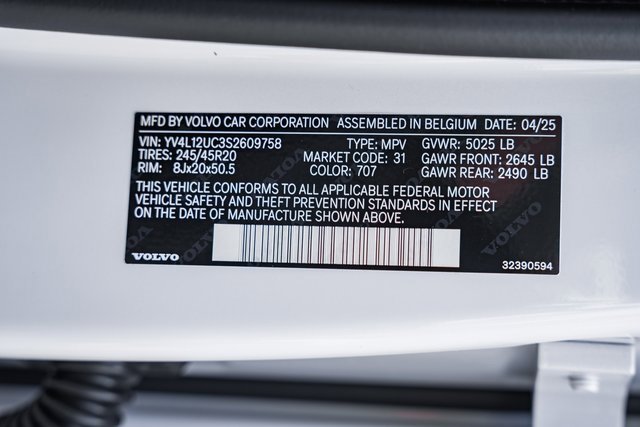 MFD BY VOLVO CAR CORPORATION ASSEMBLED IN BELGIUM DATE: 04/25
VIN: YV4L12UC3S2609758 TYPE: MPV GVWR: 5025 LB
TIRES: 245/45R20 MARKET CODE: 31 GAWR FRONT: 2645 LB
RIM: 8Jx20x50.5 COLOR: 707 GAWR REAR: 2490 LB
THIS VEHICLE CONFORMS TO ALL APPLICABLE FEDERAL MOTOR
VEHICLE SAFETY AND THEFT PREVENTION STANDARDS IN EFFECT
ON THE DATE OF MANUFACTURE SHOWN ABOVE.
VOLVO 32390594